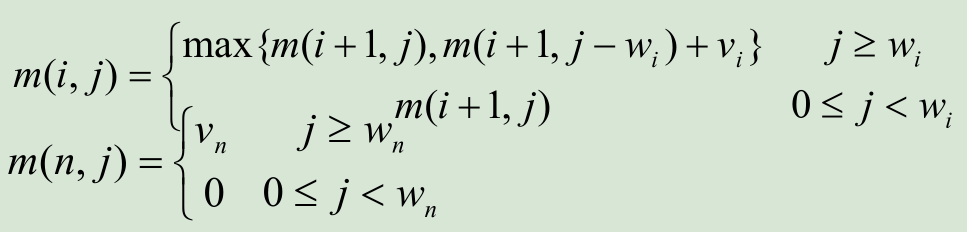 m(i, j) = { max{m(i+1, j), m(i+1, j − w_i) + v_i}    j ≥ w_i
m(i+1, j)    0 ≤ j < w_i
m(n, j) = { v_n    j ≥ w_n
0    0 ≤ j < w_n